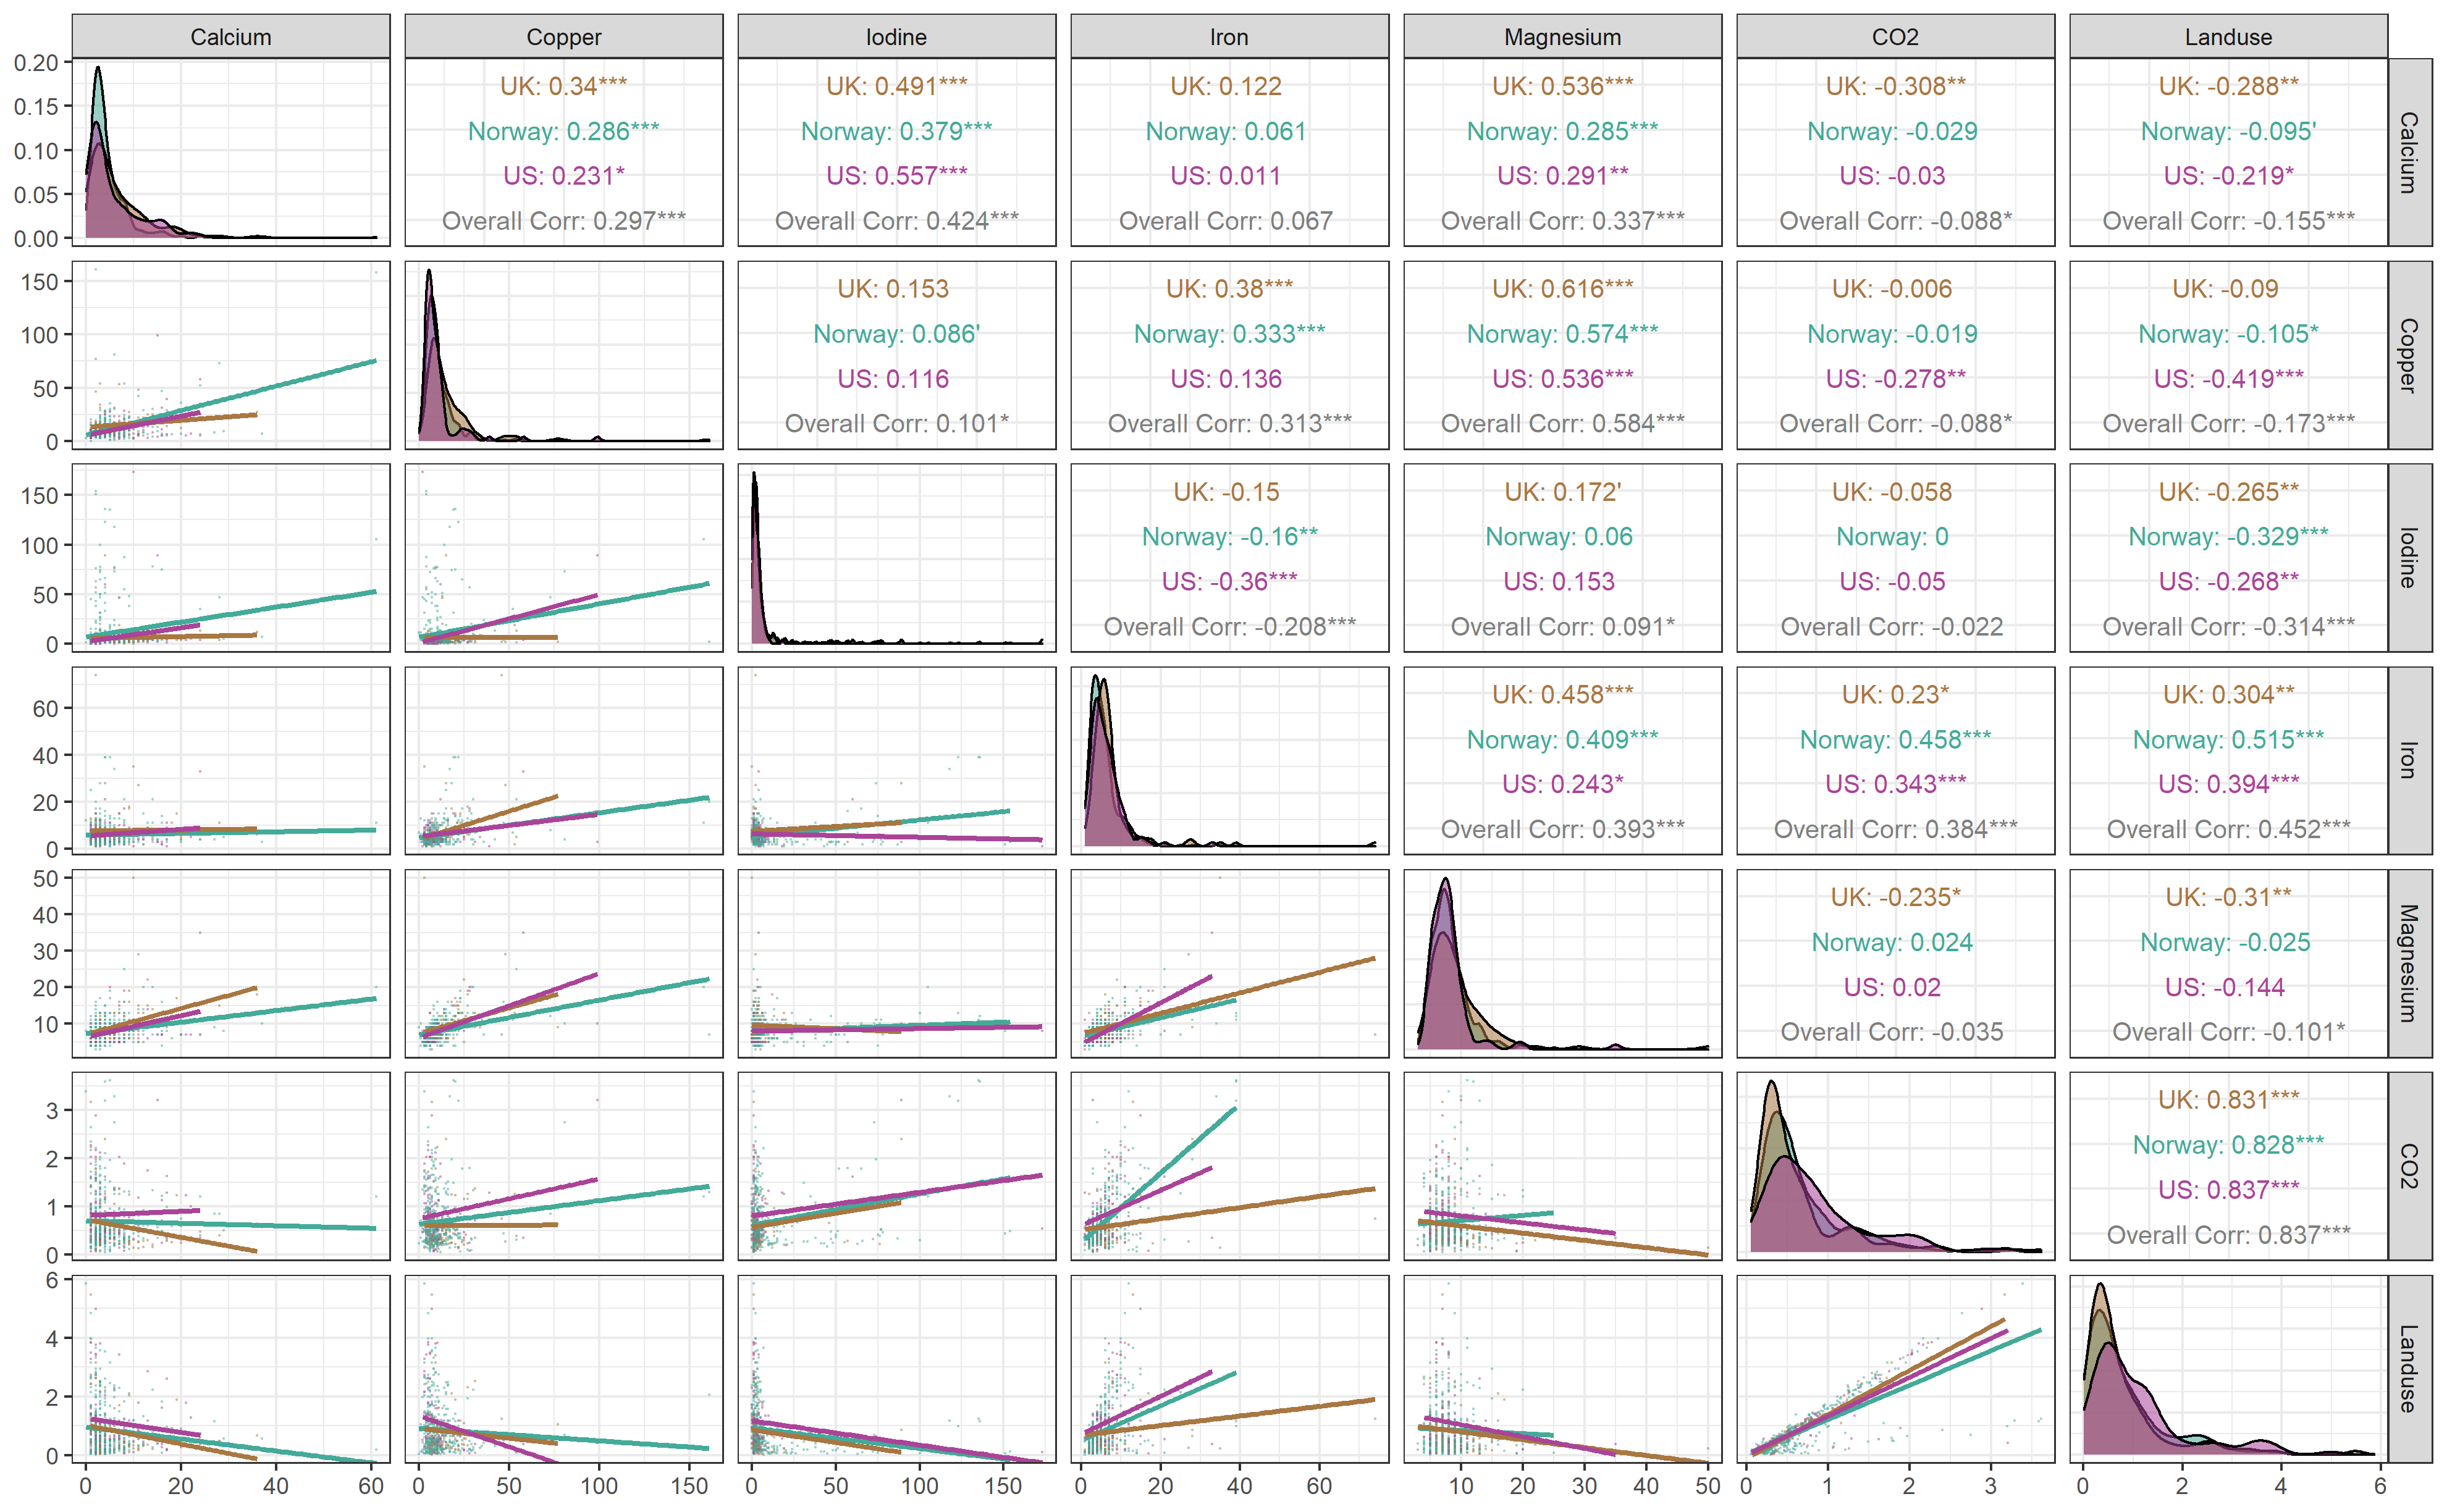 Calcium
Copper
Iodine
Iron
Magnesium
CO2
Landuse
0.20
0.15
0.10
0.05
0.00
UK: 0.34***
Norway: 0.286***
US: 0.231*
Overall Corr: 0.297***
UK: 0.491***
Norway: 0.379***
US: 0.557***
Overall Corr: 0.424***
UK: 0.122
Norway: 0.061
US: 0.011
Overall Corr: 0.067
UK: 0.536***
Norway: 0.285***
US: 0.291**
Overall Corr: 0.337***
UK: -0.308**
Norway: -0.029
US: -0.03
Overall Corr: -0.088*
UK: -0.288**
Norway: -0.095'
US: -0.219*
Overall Corr: -0.155***
Calcium
150
100
50
0
UK: 0.153
Norway: 0.086'
US: 0.116
Overall Corr: 0.101*
UK: 0.38***
Norway: 0.333***
US: 0.136
Overall Corr: 0.313***
UK: 0.616***
Norway: 0.574***
US: 0.536***
Overall Corr: 0.584***
UK: -0.006
Norway: -0.019
US: -0.278**
Overall Corr: -0.088*
UK: -0.09
Norway: -0.105*
US: -0.419***
Overall Corr: -0.173***
Copper
150
100
50
0
UK: -0.15
Norway: -0.16**
US: -0.36***
Overall Corr: -0.208***
UK: 0.172'
Norway: 0.06
US: 0.153
Overall Corr: 0.091*
UK: -0.058
Norway: 0
US: -0.05
Overall Corr: -0.022
UK: -0.265**
Norway: -0.329***
US: -0.268**
Overall Corr: -0.314***
Iodine
60
40
20
0
UK: 0.458***
Norway: 0.409***
US: 0.243*
Overall Corr: 0.393***
UK: 0.23*
Norway: 0.458***
US: 0.343***
Overall Corr: 0.384***
UK: 0.304**
Norway: 0.515***
US: 0.394***
Overall Corr: 0.452***
Iron
50
40
30
20
10
UK: -0.235*
Norway: 0.024
US: 0.02
Overall Corr: -0.035
UK: -0.31**
Norway: -0.025
US: -0.144
Overall Corr: -0.101*
Magnesium
3
2
1
0
UK: 0.831***
Norway: 0.828***
US: 0.837***
Overall Corr: 0.837***
CO2
6
4
2
0
Landuse
0 20 40 60
0 50 100 150
0 50 100 150
0 20 40 60
10 20 30 40 50
0 1 2 3
0 2 4 6